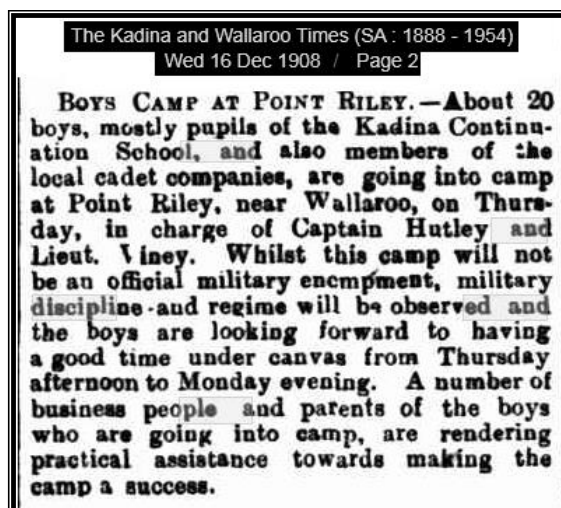 The Kadina and Wallaroo Times (SA : 1888 - 1954)
Wed 16 Dec 1908 / Page 2
BOYS CAMP AT POINT RILEY.—About 20
boys, mostly pupils of the Kadina Continu-
ation School, and also members of the
local cadet companies, are going into camp
at Point Riley, near Wallaroo, on Thurs-
day, in charge of Captain Hutley and
Lieut. Viney. Whilst this camp will not
be an official military encmpment, military
discipline and regime will be observed and
the boys are looking forward to having
a good time under canvas from Thursday
afternoon to Monday evening. A number of
business people and parents of the boys
who are going into camp, are rendering
practical assistance towards making the
camp a success.